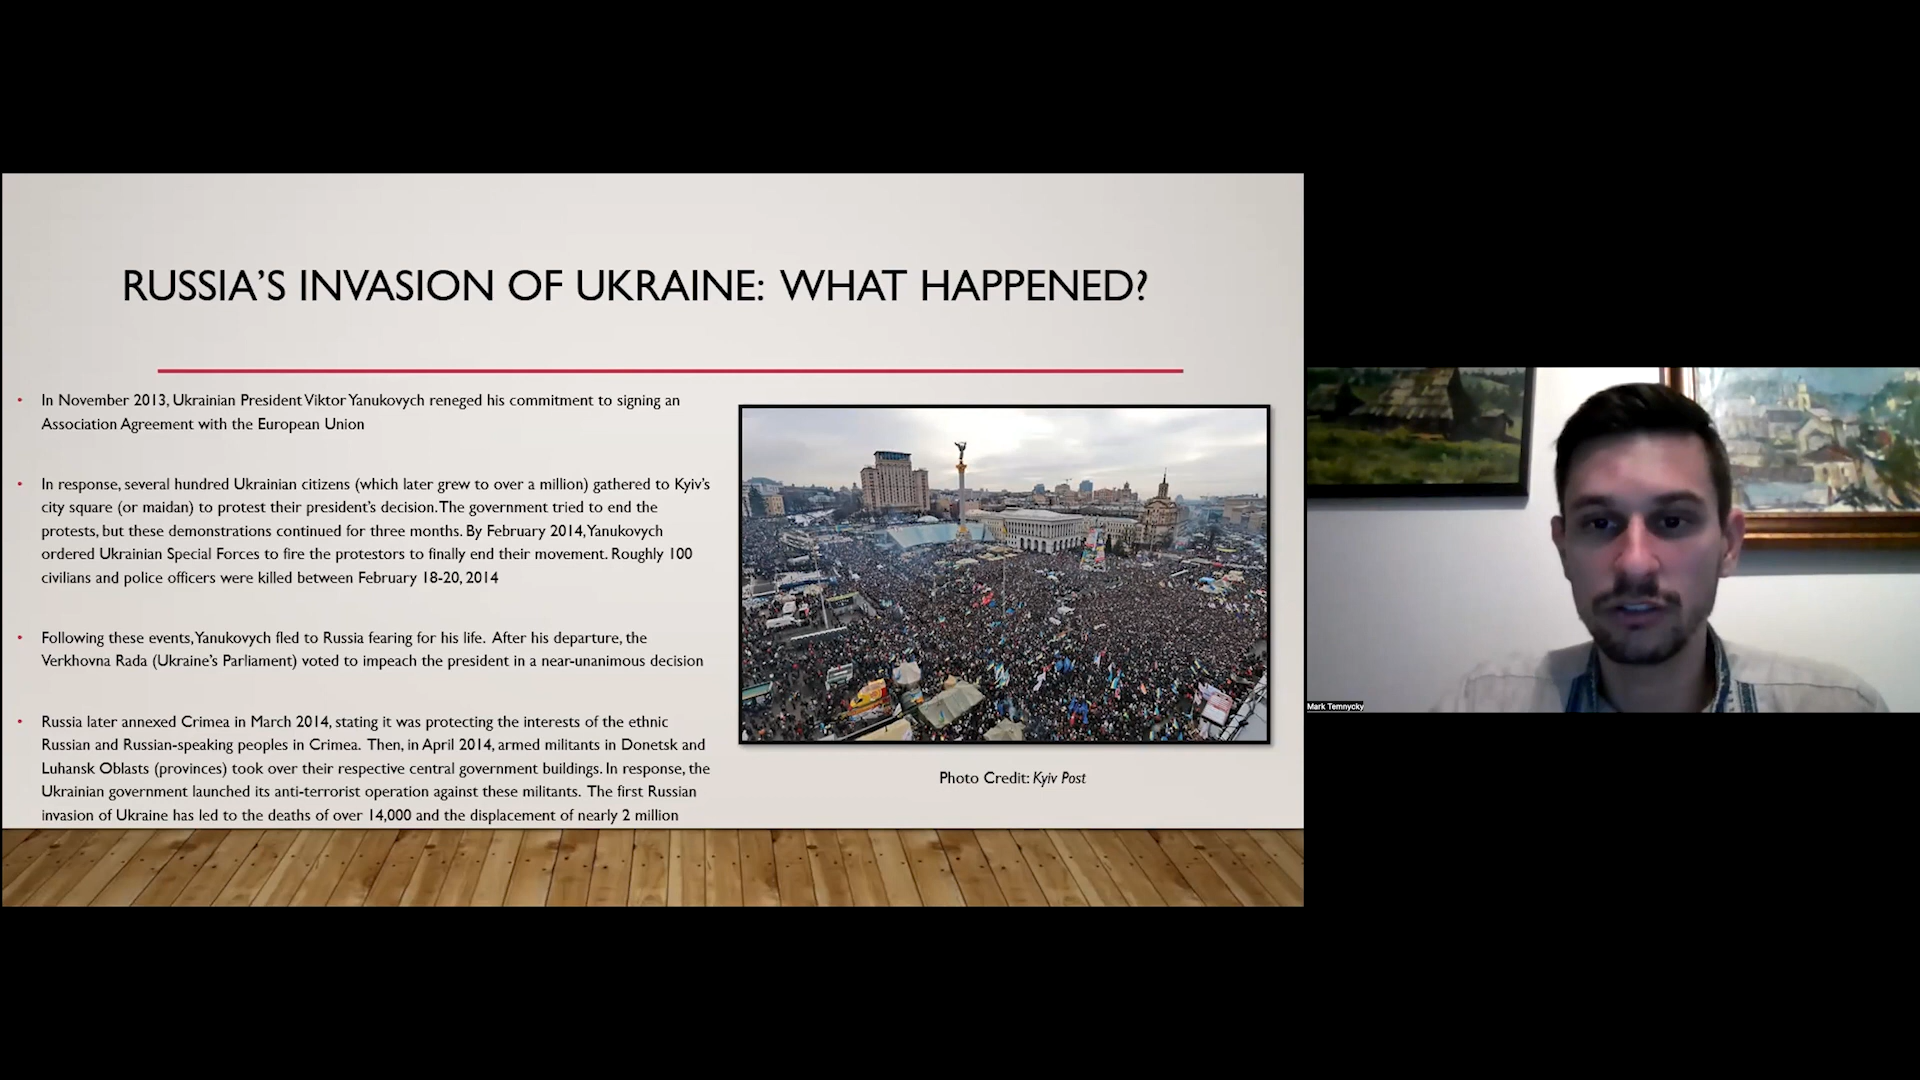 RUSSIA'S INVASION OF UKRAINE: WHAT HAPPENED?
• In November 2013, Ukrainian President Viktor Yanukovych reneged his commitment to signing an
Association Agreement with the European Union
• In response, several hundred Ukrainian citizens (which later grew to over a million) gathered to Kyiv's
city square (or maidan) to protest their president's decision. The government tried to end the
protests, but these demonstrations continued for three months. By February 2014, Yanukovych
ordered Ukrainian Special Forces to fire the protestors to finally end their movement. Roughly 100
civilians and police officers were killed between February 18-20, 2014
• Following these events, Yanukovych fled to Russia fearing for his life. After his departure, the
Verkhovna Rada (Ukraine's Parliament) voted to impeach the president in a near-unanimous decision
• Russia later annexed Crimea in March 2014, stating it was protecting the interests of the ethnic
Russian and Russian-speaking peoples in Crimea. Then, in April 2014, armed militants in Donetsk and
Luhansk Oblasts (provinces) took over their respective central government buildings. In response, the
Ukrainian government launched its anti-terrorist operation against these militants. The first Russian
invasion of Ukraine has led to the deaths of over 14,000 and the displacement of nearly 2 million
Photo Credit: Kyiv Post
Mark Temnycky